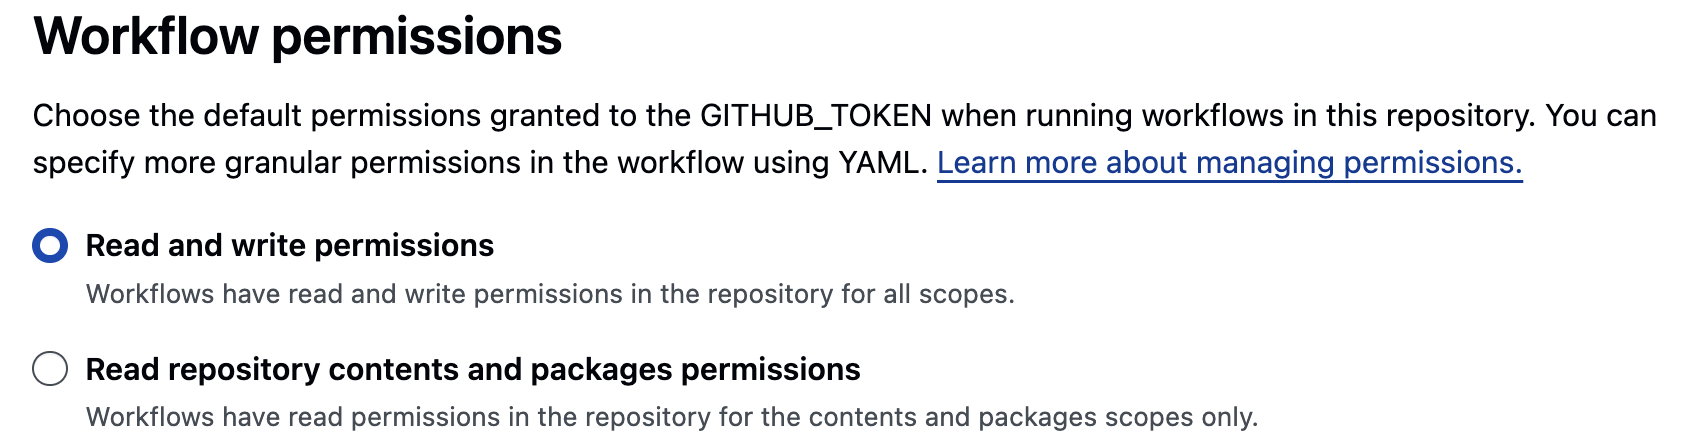 Workflow permissions
Choose the default permissions granted to the GITHUB_TOKEN when running workflows in this repository. You can
specify more granular permissions in the workflow using YAML. Learn more about managing permissions.
Read and write permissions
Workflows have read and write permissions in the repository for all scopes.
Read repository contents and packages permissions
Workflows have read permissions in the repository for the contents and packages scopes only.